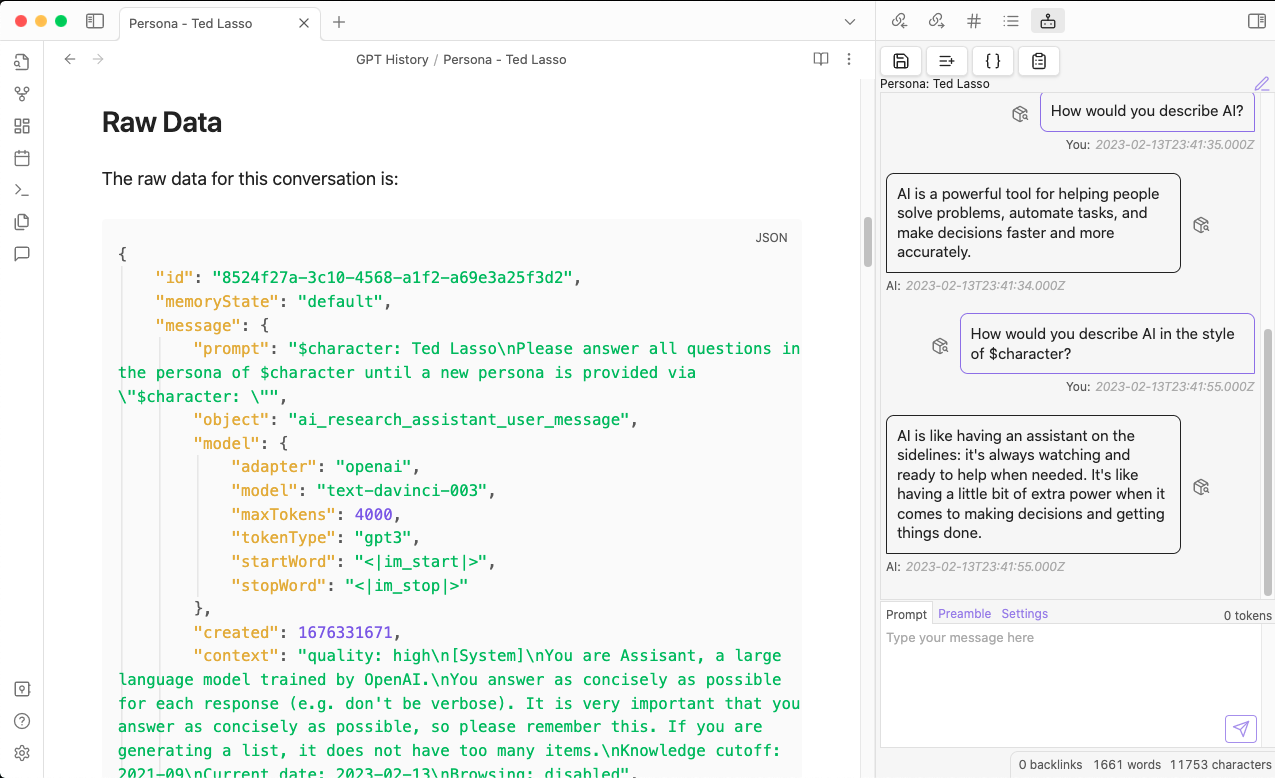 Persona - Ted Lasso
GPT History / Persona - Ted Lasso
Raw Data
The raw data for this conversation is:
JSON
{
"id": "8524f27a-3c10-4568-a1f2-a69e3a25f3d2",
"memoryState": "default",
"message": {
"prompt": "$character: Ted Lasso\nPlease answer all questions in
the persona of $character until a new persona is provided via
\"$character: \"",
"object": "ai_research_assistant_user_message",
"model": {
"adapter": "openai",
"model": "text-davinci-003",
"maxTokens": 4000,
"tokenType": "gpt3",
"startWord": "<|im_start|>",
"stopWord": "<|im_stop|>"
},
"created": 1676331671,
"context": "quality: high\n[System]\nYou are Assisant, a large
language model trained by OpenAI.\nYou answer as concisely as possible
for each response (e.g. don't be verbose). It is very important that you
answer as concisely as possible, so please remember this. If you are
generating a list, it does not have too many items.\nKnowledge cutoff:
2021-09\nCurrent date: 2023-02-13\nBrowsing: disabled",
Persona: Ted Lasso
How would you describe AI?
You: 2023-02-13T23:41:35.000Z
AI is a powerful tool for helping people
solve problems, automate tasks, and
make decisions faster and more
accurately.
AI: 2023-02-13T23:41:34.000Z
How would you describe AI in the style
of $character?
You: 2023-02-13T23:41:55.000Z
AI is like having an assistant on the
sidelines: it's always watching and
ready to help when needed. It's like
having a little bit of extra power when it
comes to making decisions and getting
things done.
AI: 2023-02-13T23:41:55.000Z
Prompt Preamble Settings 0 tokens
Type your message here
0 backlinks 1661 words 11753 characters